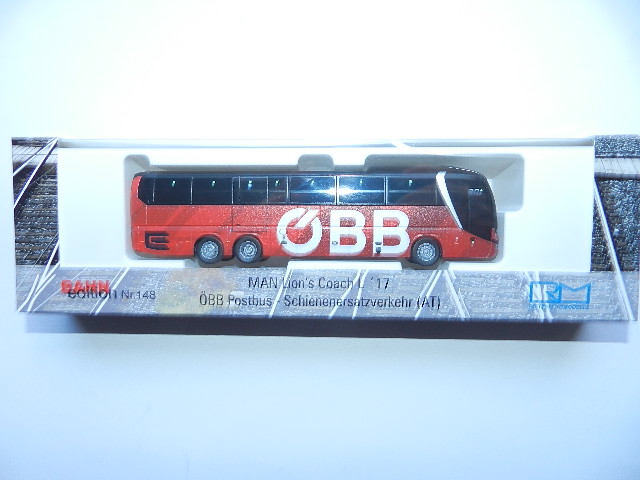 ÖBB
BAHN
edition Nr.148
MAN Lion's Coach L ´17
ÖBB Postbus - Schienenersatzverkehr (AT)